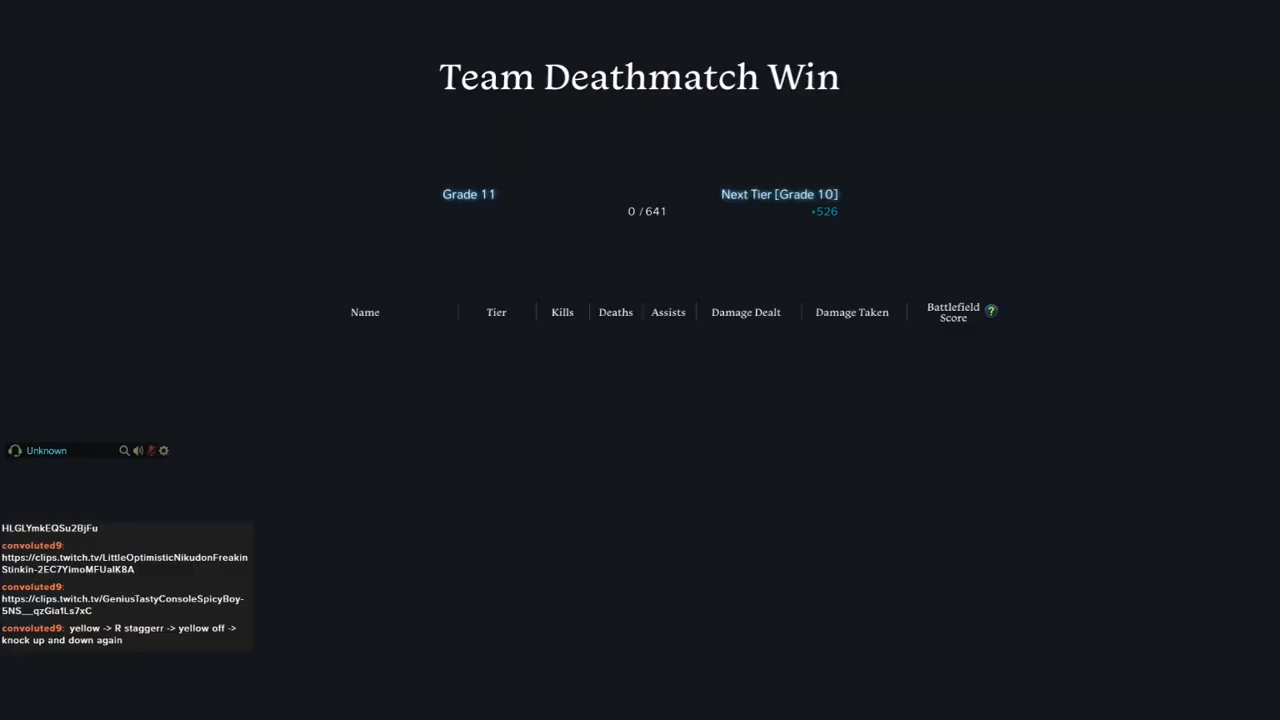 Team Deathmatch Win
Grade 11
Next Tier [Grade 10]
0 / 641
+526
Name
Tier
Kills
Deaths
Assists
Damage Dealt
Damage Taken
Battlefield
Score
?
Unknown
HLGLYmkEQSu2BjFu
convoluted9:
https://clips.twitch.tv/LittleOptimisticNikudonFreakin
Stinkin-2EC7YimoMFUaIK8A
convoluted9:
https://clips.twitch.tv/GeniusTastyConsoleSpicyBoy-
5NS__qzGia1Ls7xC
convoluted9: yellow -> R staggerr -> yellow off ->
knock up and down again